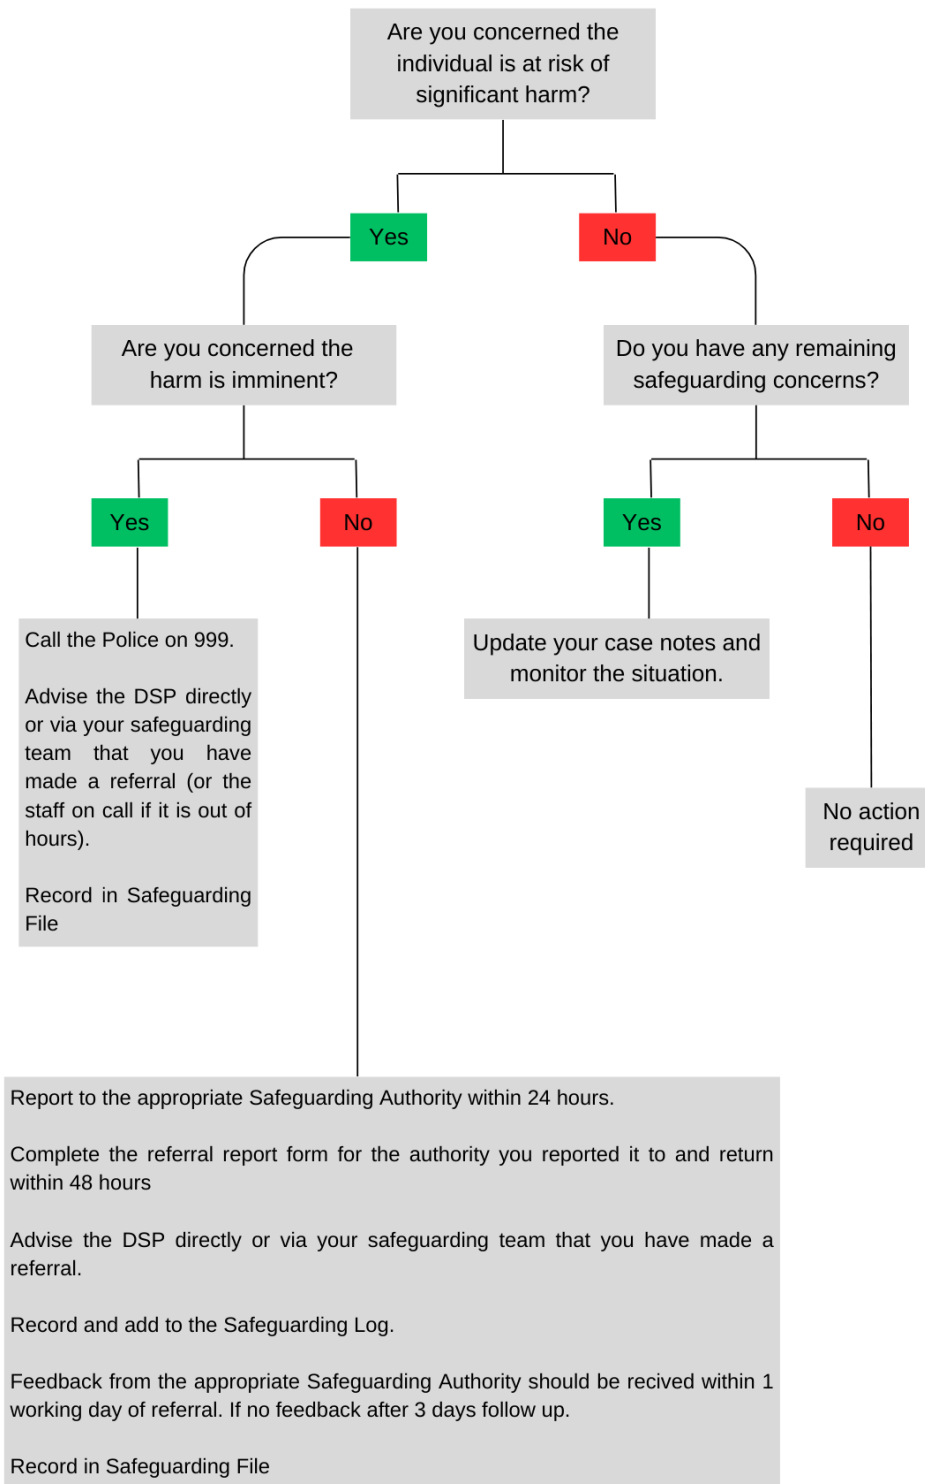 Are you concerned the
individual is at risk of
significant harm?
Yes
No
Are you concerned the
harm is imminent?
Do you have any remaining
safeguarding concerns?
Yes
No
Yes
No
Call the Police on 999.
Advise the DSP directly
or via your safeguarding
team that you have
made a referral (or the
staff on call if it is out of
hours).
Record in Safeguarding
File
Update your case notes and
monitor the situation.
No action
required
Report to the appropriate Safeguarding Authority within 24 hours.
Complete the referral report form for the authority you reported it to and return
within 48 hours
Advise the DSP directly or via your safeguarding team that you have made a
referral.
Record and add to the Safeguarding Log.
Feedback from the appropriate Safeguarding Authority should be recived within 1
working day of referral. If no feedback after 3 days follow up.
Record in Safeguarding File